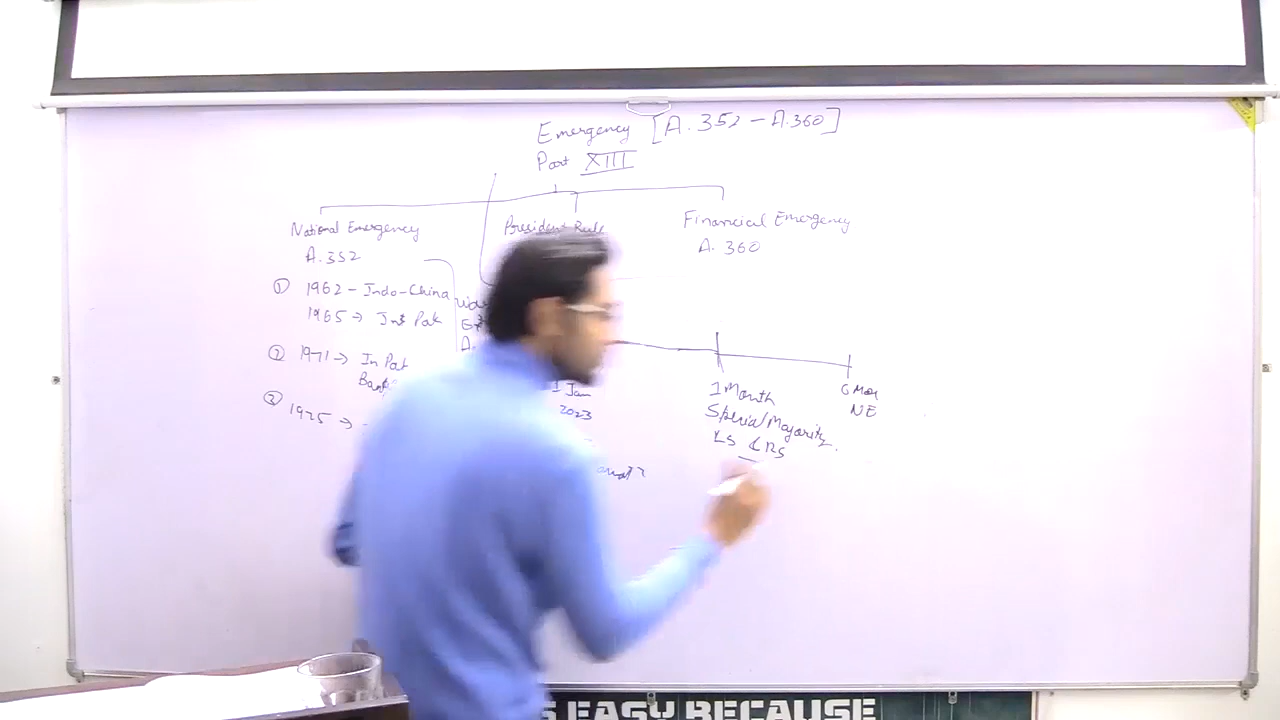 Emergency [A. 352 - A.360]
Part XIII
National Emergency
A. 352
President Rule
Financial Emergency
A. 360
① 1962 - Indo-China
1965 → Ind Pak
② 1971 → In Pak
② 1975 →
1 Jan
2023
1 Month
Special Majority
LS & RS
6 Mon
NE
EASY BECAUSE